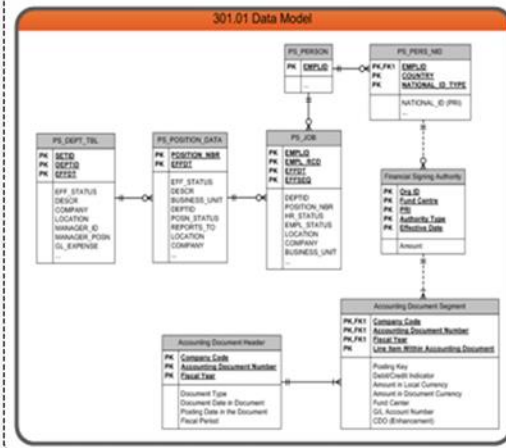 301.01 Data Model
PS_PERSON
PK EMPLID
...
PS_PERS_NID
PK,FK1 EMPLID
PK COUNTRY
PK NATIONAL_ID_TYPE
NATIONAL_ID (PRI)
...
PS_DEPT_TBL
PK SETID
PK DEPTID
PK EFFDT
EFF_STATUS
DESCR
COMPANY
LOCATION
MANAGER_ID
MANAGER_POSN
GL_EXPENSE
...
PS_POSITION_DATA
PK POSITION_NBR
PK EFFDT
EFF_STATUS
DESCR
BUSINESS_UNIT
DEPTID
POSN_STATUS
REPORTS_TO
LOCATION
COMPANY
...
PS_JOB
PK EMPLID
PK EMPL_RCD
PK EFFDT
PK EFFSEQ
DEPTID
POSITION_NBR
HR_STATUS
EMPL_STATUS
LOCATION
COMPANY
BUSINESS_UNIT
...
Financial Signing Authority
PK Org ID
PK Fund Centre
PK PRI
PK Authority Type
PK Effective Date
Amount
Accounting Document Segment
PK,FK1 Company Code
PK,FK1 Accounting Document Number
PK,FK1 Fiscal Year
PK Line Item Within Accounting Document
Posting Key
Debit/Credit Indicator
Amount in Local Currency
Amount in Document Currency
Fund Center
G/L Account Number
CDO (Enhancement)
Accounting Document Header
PK Company Code
PK Accounting Document Number
PK Fiscal Year
Document Type
Document Date in Document
Posting Date in the Document
Fiscal Period